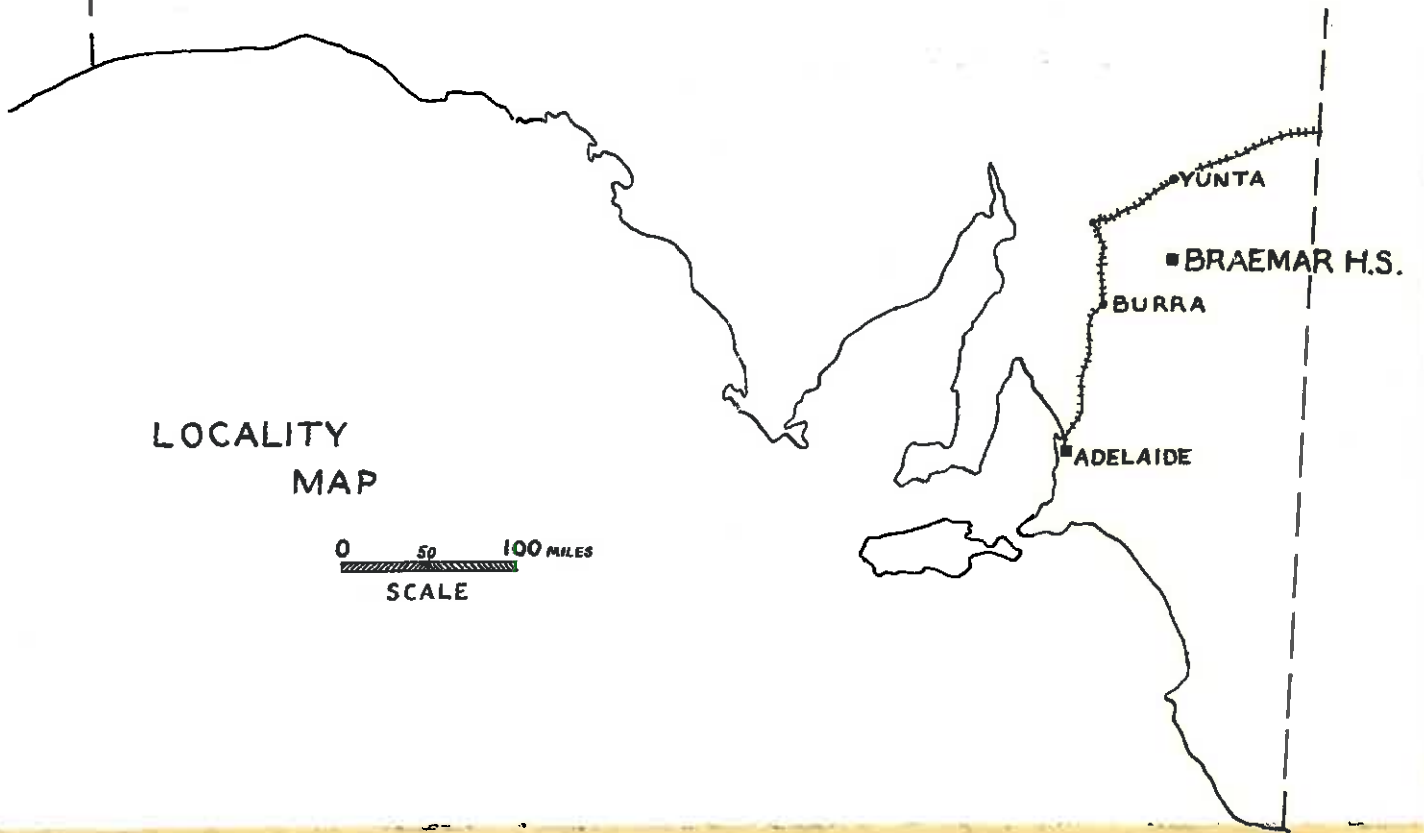 YUNTA
BRAEMAR H.S.
BURRA
LOCALITY
MAP
ADELAIDE
0 50 100 MILES
SCALE